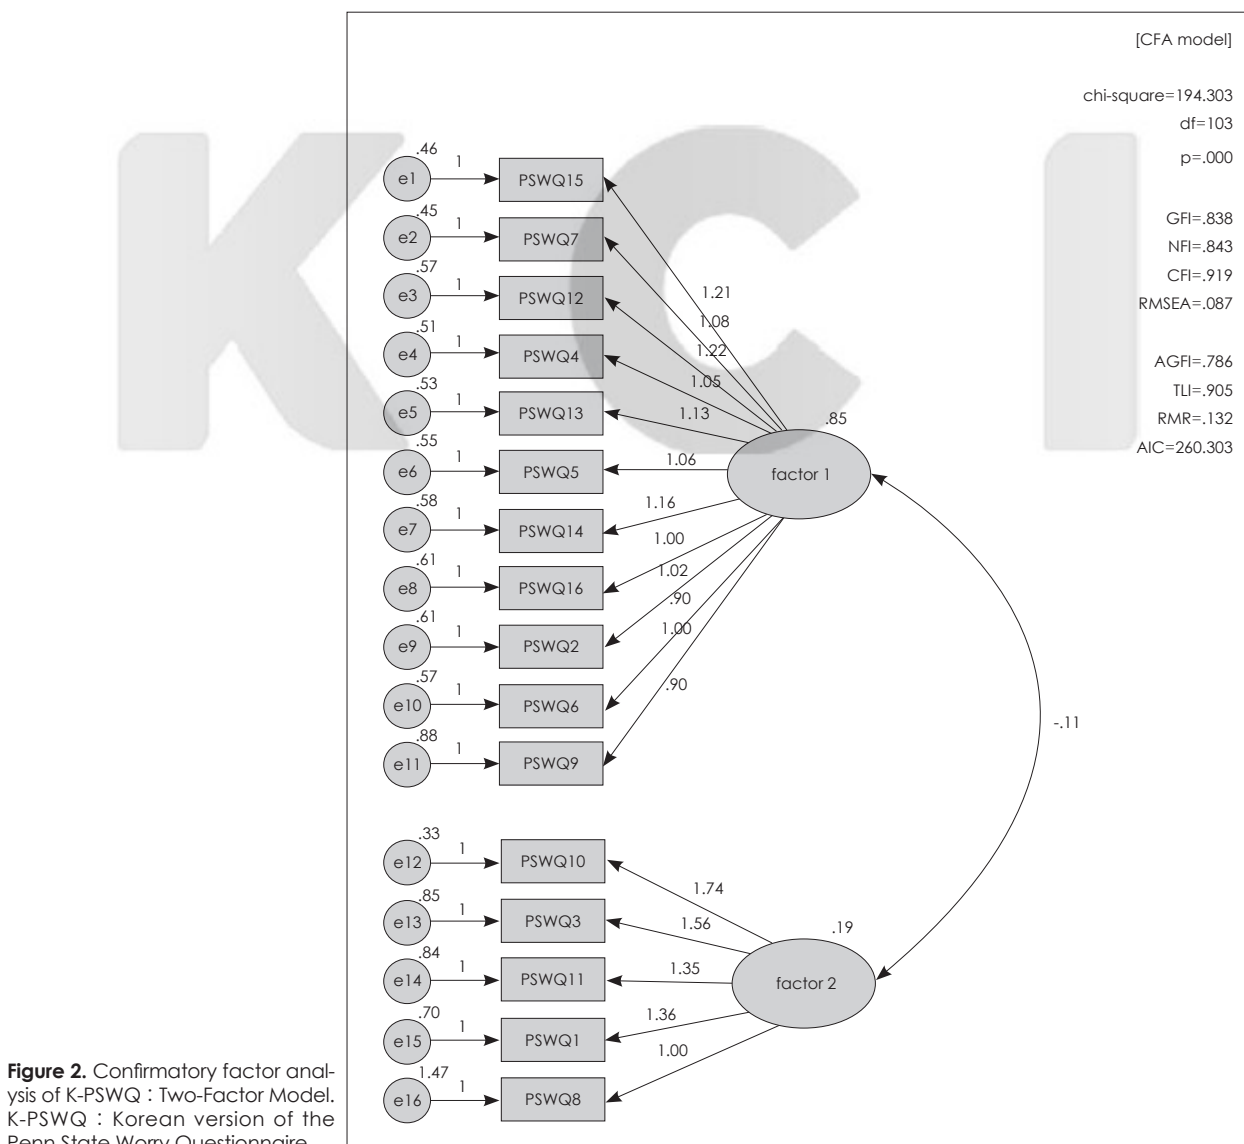 [CFA model]
chi-square=194.303
df=103
p=.000
GFI=.838
NFI=.843
CFI=.919
RMSEA=.087
AGFI=.786
TLI=.905
RMR=.132
AIC=260.303
KCI
.46
e1 1 PSWQ15
.45
e2 1 PSWQ7
.57
e3 1 PSWQ12
.51
e4 1 PSWQ4
.53
e5 1 PSWQ13
.55
e6 1 PSWQ5
.58
e7 1 PSWQ14
.61
e8 1 PSWQ16
.61
e9 1 PSWQ2
.57
e10 1 PSWQ6
.88
e11 1 PSWQ9
1.21
1.08
1.22
1.05
1.13
1.06
1.16
1.00
1.02
.90
1.00
.90
.85
factor 1
-.11
.33
e12 1 PSWQ10
.85
e13 1 PSWQ3
.84
e14 1 PSWQ11
.70
e15 1 PSWQ1
1.47
e16 1 PSWQ8
1.74
1.56
1.35
1.36
1.00
.19
factor 2
Figure 2. Confirmatory factor anal-
ysis of K-PSWQ : Two-Factor Model.
K-PSWQ : Korean version of the
Penn State Worry Questionnaire